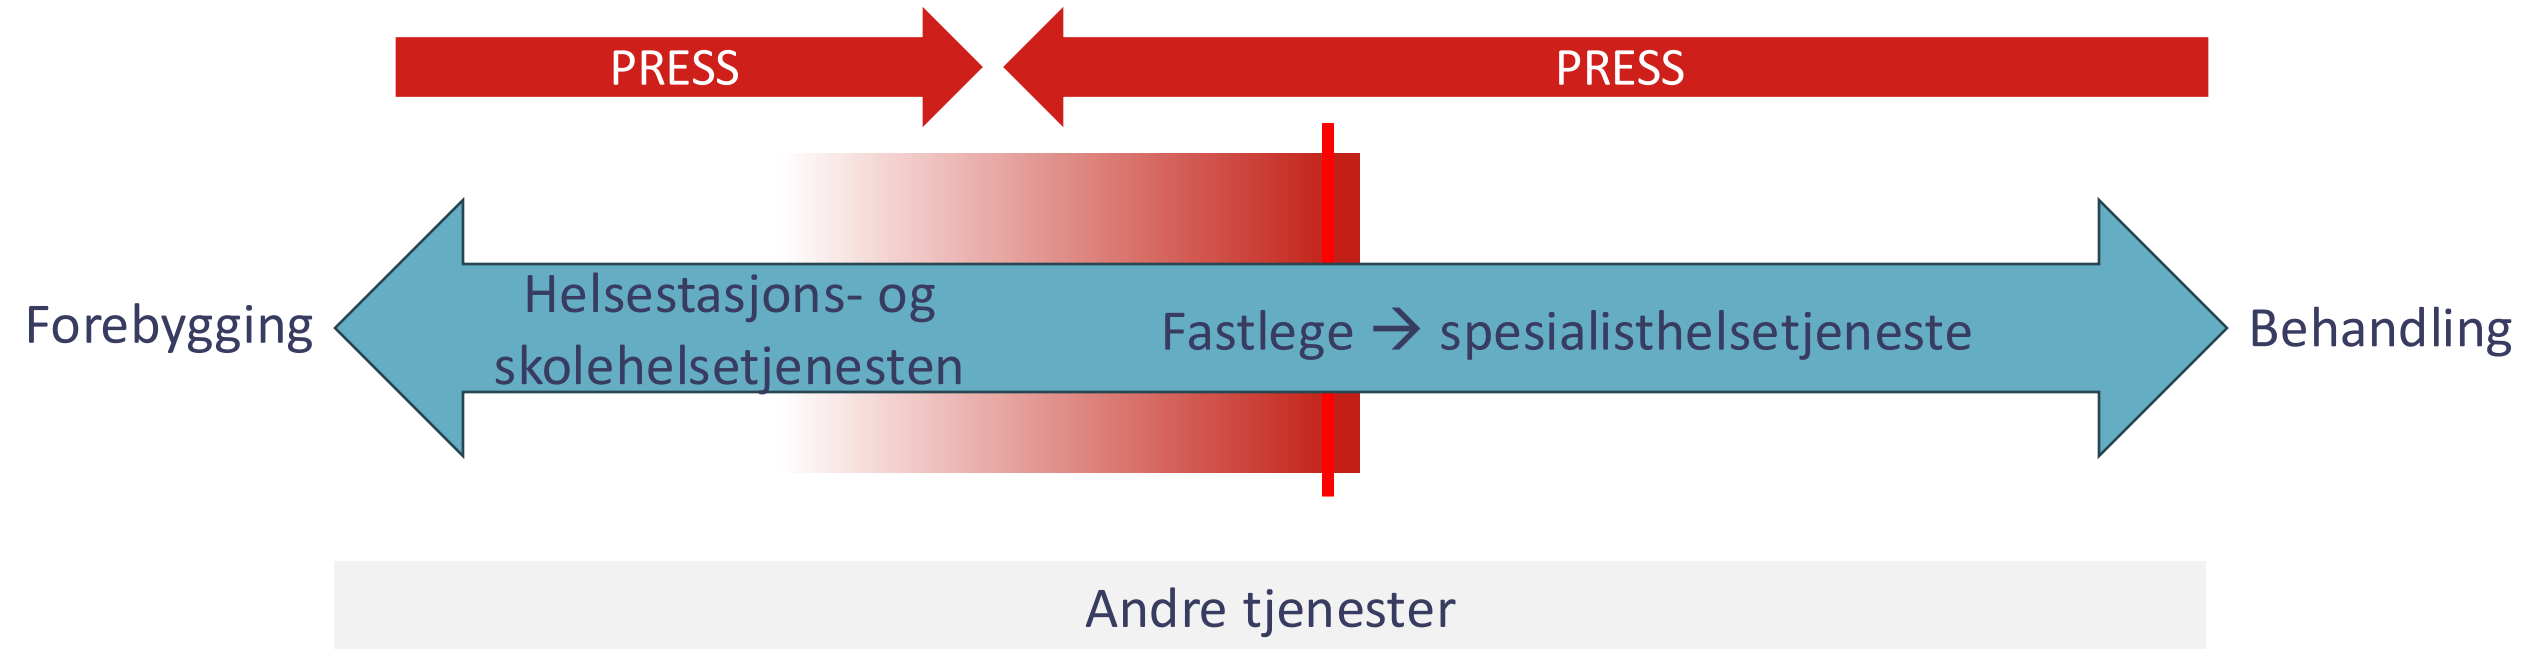 PRESS
PRESS
Forebygging
Helsestasjons- og
skolehelsetjenesten
Fastlege → spesialisthelsetjeneste
Behandling
Andre tjenester